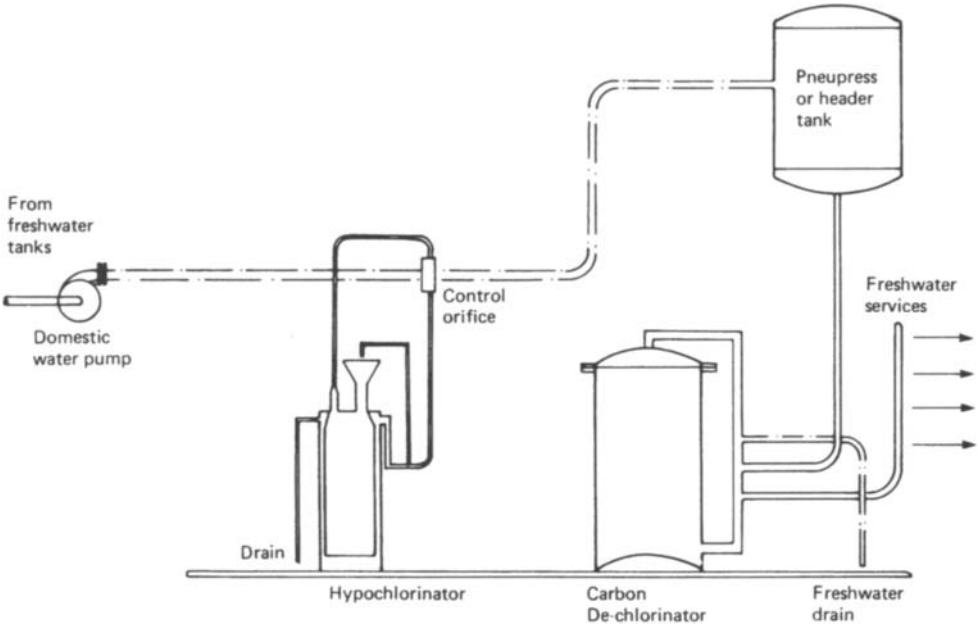 Pneupress
or header
tank
From
freshwater
tanks
Control
orifice
Freshwater
services
Domestic
water pump
Drain
Hypochlorinator
Carbon
De-chlorinator
Freshwater
drain